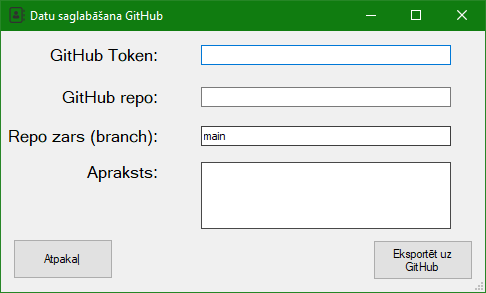 Datu saglabāšana GitHub
GitHub Token:
GitHub repo:
Repo zars (branch):
main
Apraksts:
Atpakaļ
Eksportēt uz
GitHub